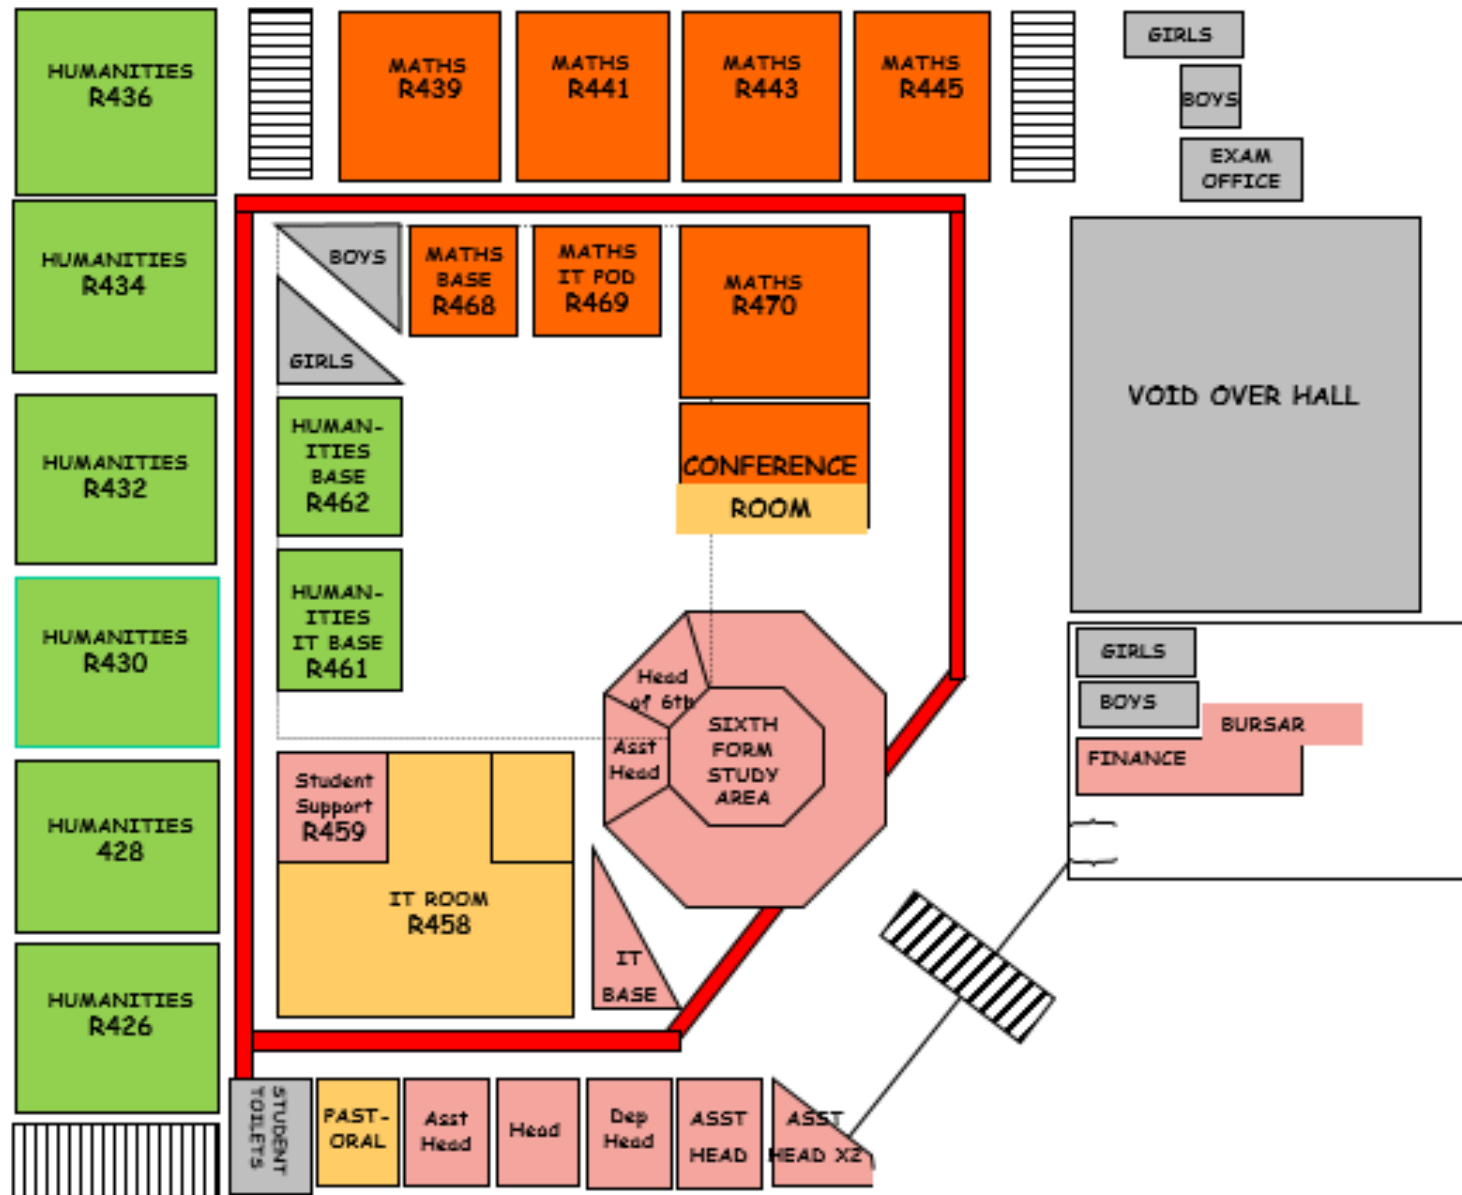 HUMANITIES
R436
MATHS
R439
MATHS
R441
MATHS
R443
MATHS
R445
GIRLS
BOYS
EXAM
OFFICE
HUMANITIES
R434
BOYS
GIRLS
MATHS
BASE
R468
MATHS
IT POD
R469
MATHS
R470
VOID OVER HALL
HUMANITIES
R432
HUMAN-
ITIES
BASE
R462
CONFERENCE
ROOM
HUMANITIES
R430
HUMAN-
ITIES
IT BASE
R461
Head
of 6th
Asst
Head
SIXTH
FORM
STUDY
AREA
GIRLS
BOYS
BURSAR
FINANCE
HUMANITIES
428
Student
Support
R459
IT ROOM
R458
IT
BASE
HUMANITIES
R426
STUDENT
TOILETS
PAST-
ORAL
Asst
Head
Head
Dep
Head
ASST
HEAD
ASST
HEAD X2